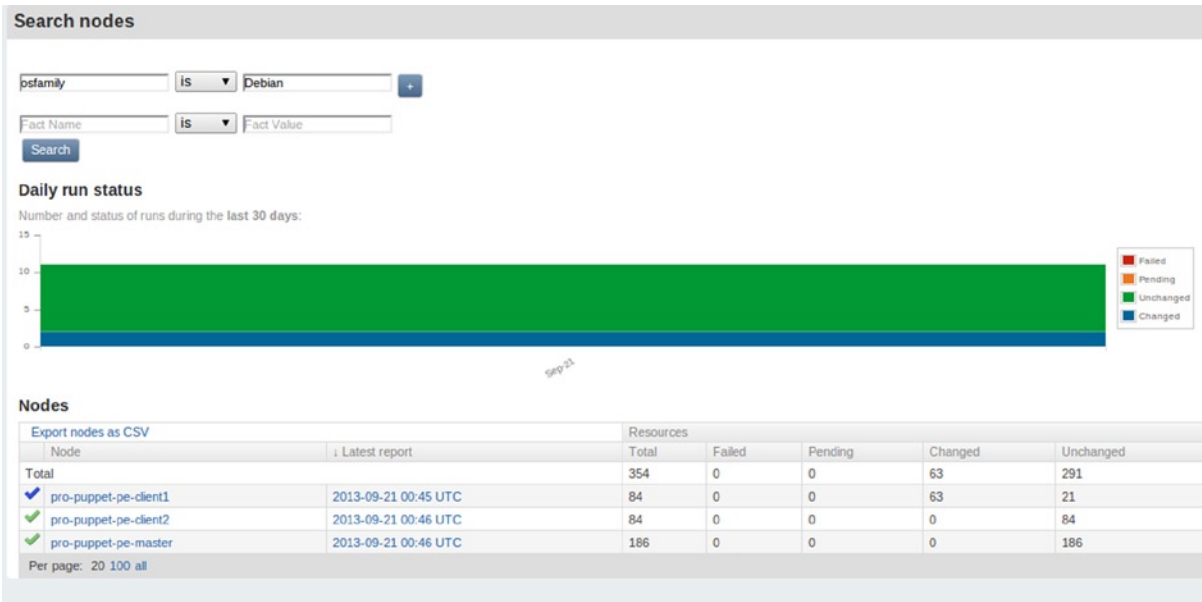 Search nodes
osfamily is Debian +
Fact Name is Fact Value
Search
Daily run status
Number and status of runs during the last 30 days:
15
10
5
0
Failed
Pending
Unchanged
Changed
Sep-21
Nodes
Export nodes as CSV Resources
Node ↓ Latest report Total Failed Pending Changed Unchanged
Total 354 0 0 63 291
pro-puppet-pe-client1 2013-09-21 00:45 UTC 84 0 0 63 21
pro-puppet-pe-client2 2013-09-21 00:46 UTC 84 0 0 0 84
pro-puppet-pe-master 2013-09-21 00:46 UTC 186 0 0 0 186
Per page: 20 100 all